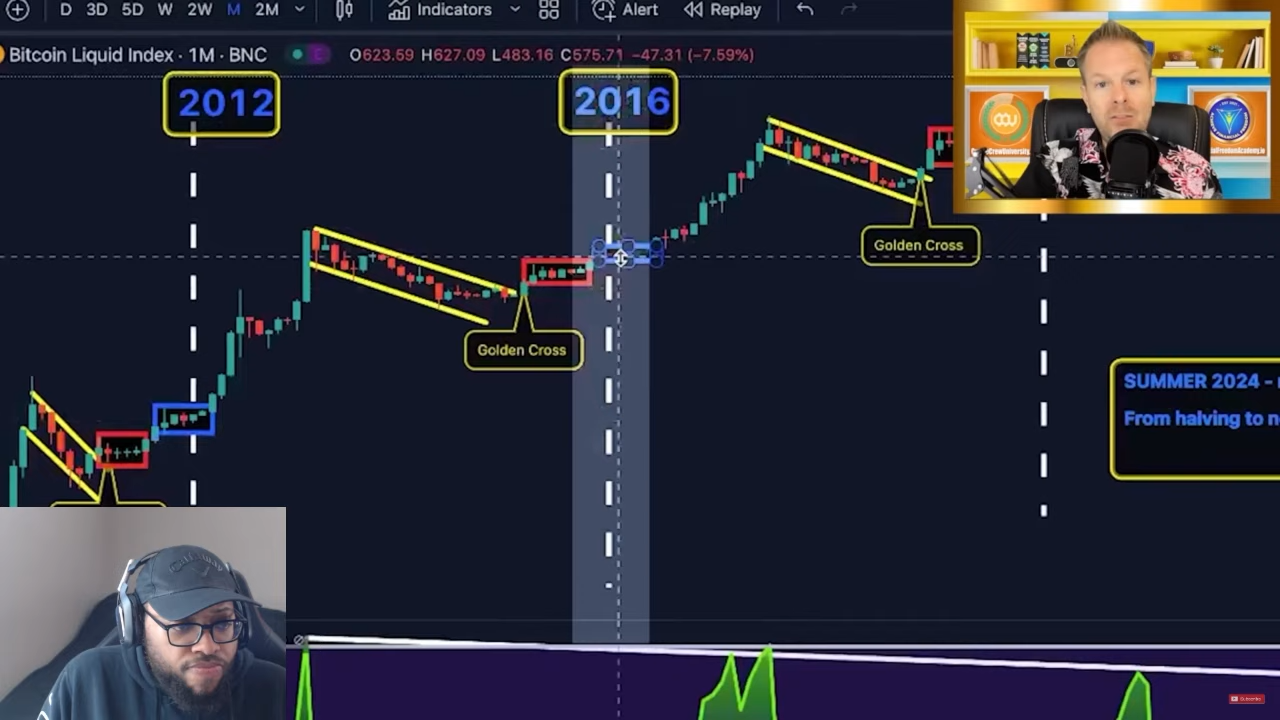 D 3D 5D W 2W M 2M Indicators Alert Replay
Bitcoin Liquid Index · 1M · BNC O623.59 H627.09 L483.16 C575.71 −47.31 (−7.59%)
2012
2016
Golden Cross
Golden Cross
SUMMER 2024 -
From halving to
Subscribe